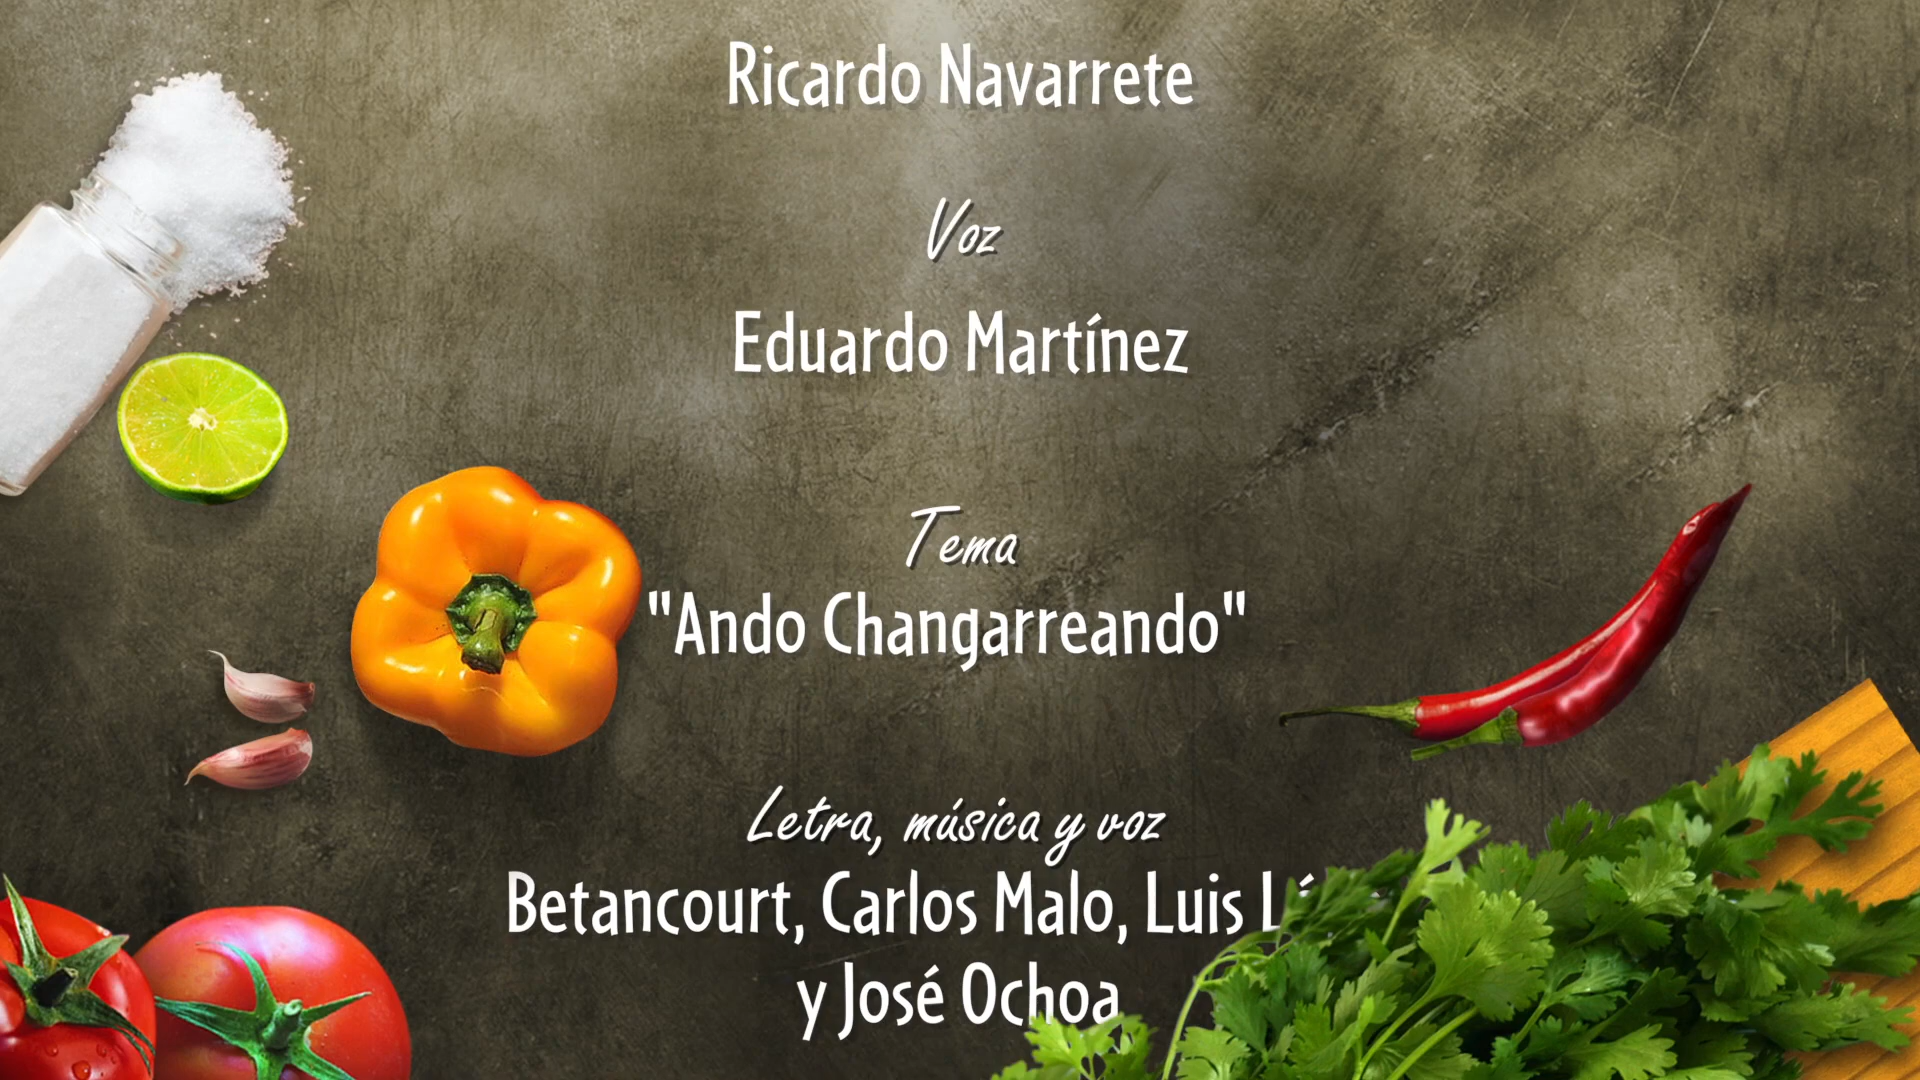 Ricardo Navarrete
Voz
Eduardo Martínez
Tema
"Ando Changarreando"
Letra, música y voz
Betancourt, Carlos Malo, Luis
y José Ochoa